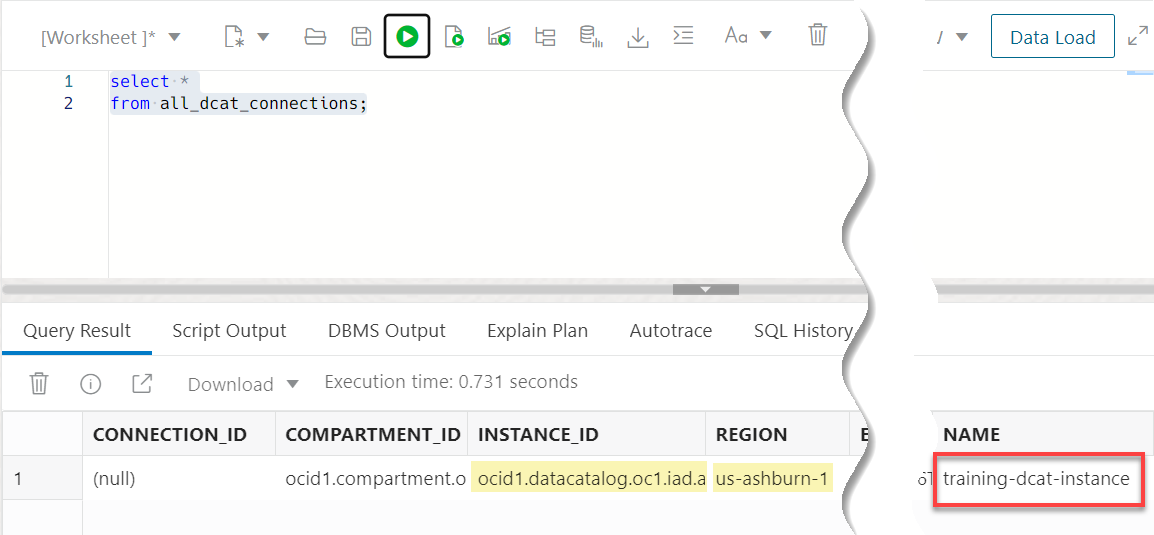 [Worksheet ]* Aa / Data Load
1 select *
2 from all_dcat_connections;
Query Result Script Output DBMS Output Explain Plan Autotrace SQL History
Download Execution time: 0.731 seconds
CONNECTION_ID COMPARTMENT_ID INSTANCE_ID REGION NAME
1 (null) ocid1.compartment.o ocid1.datacatalog.oc1.iad.a us-ashburn-1 training-dcat-instance